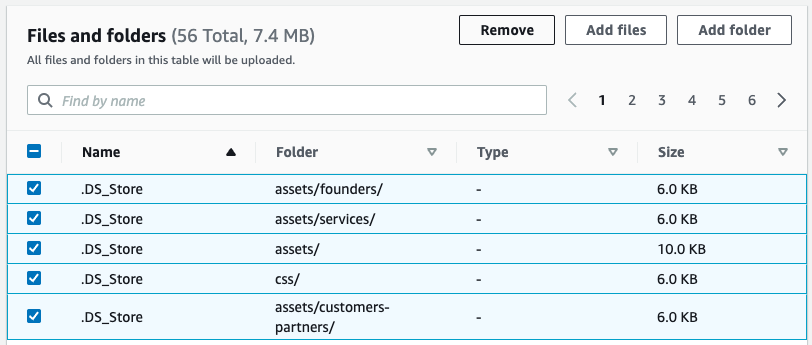 Files and folders (56 Total, 7.4 MB)
Remove
Add files
Add folder
All files and folders in this table will be uploaded.
Find by name
1 2 3 4 5 6
Name Folder Type Size
.DS_Store assets/founders/ - 6.0 KB
.DS_Store assets/services/ - 6.0 KB
.DS_Store assets/ - 10.0 KB
.DS_Store css/ - 6.0 KB
.DS_Store assets/customers- - 6.0 KB
partners/